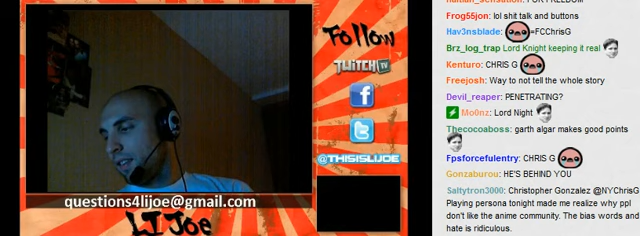 Follow
TWITCH TV
@THISISLIJOE
questions4lijoe@gmail.com
LI Joe
Frog55jon: lol shit talk and buttons
Hav3nsblade: =FCChrisG
Brz_log_trap Lord Knight keeping it real
Kenturo: CHRIS G
Freejosh: Way to not tell the whole story
Devil_reaper: PENETRATING?
Mo0nz: Lord Night
Thecocoaboss: garth algar makes good points
Fpsforcefulentry: CHRIS G
Gonzaburou: HE'S BEHIND YOU
Saltytron3000: Christopher Gonzalez @NYChrisG
Playing persona tonight made me realize why ppl
don't like the anime community. The bias words and
hate is ridiculous.